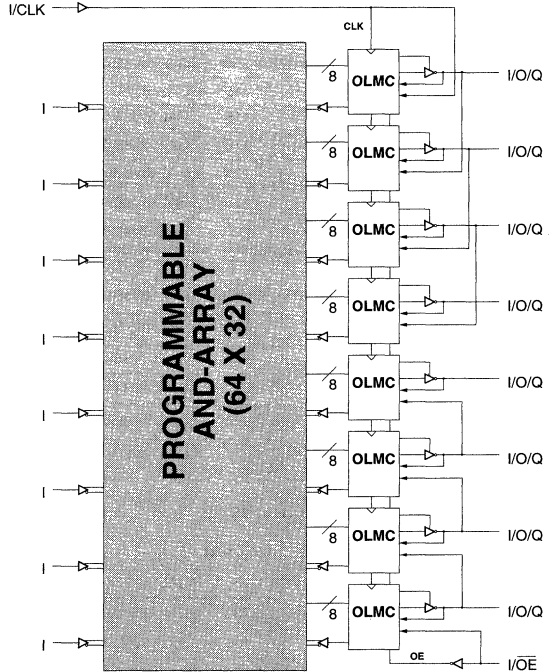 I/CLK
CLK
8
OLMC
I/O/Q
I
8
OLMC
I/O/Q
I
8
OLMC
I/O/Q
I
8
OLMC
I/O/Q
I
PROGRAMMABLE
AND-ARRAY
(64 X 32)
8
OLMC
I/O/Q
I
8
OLMC
I/O/Q
I
8
OLMC
I/O/Q
I
8
OLMC
I/O/Q
I
OE
I/O̅E̅